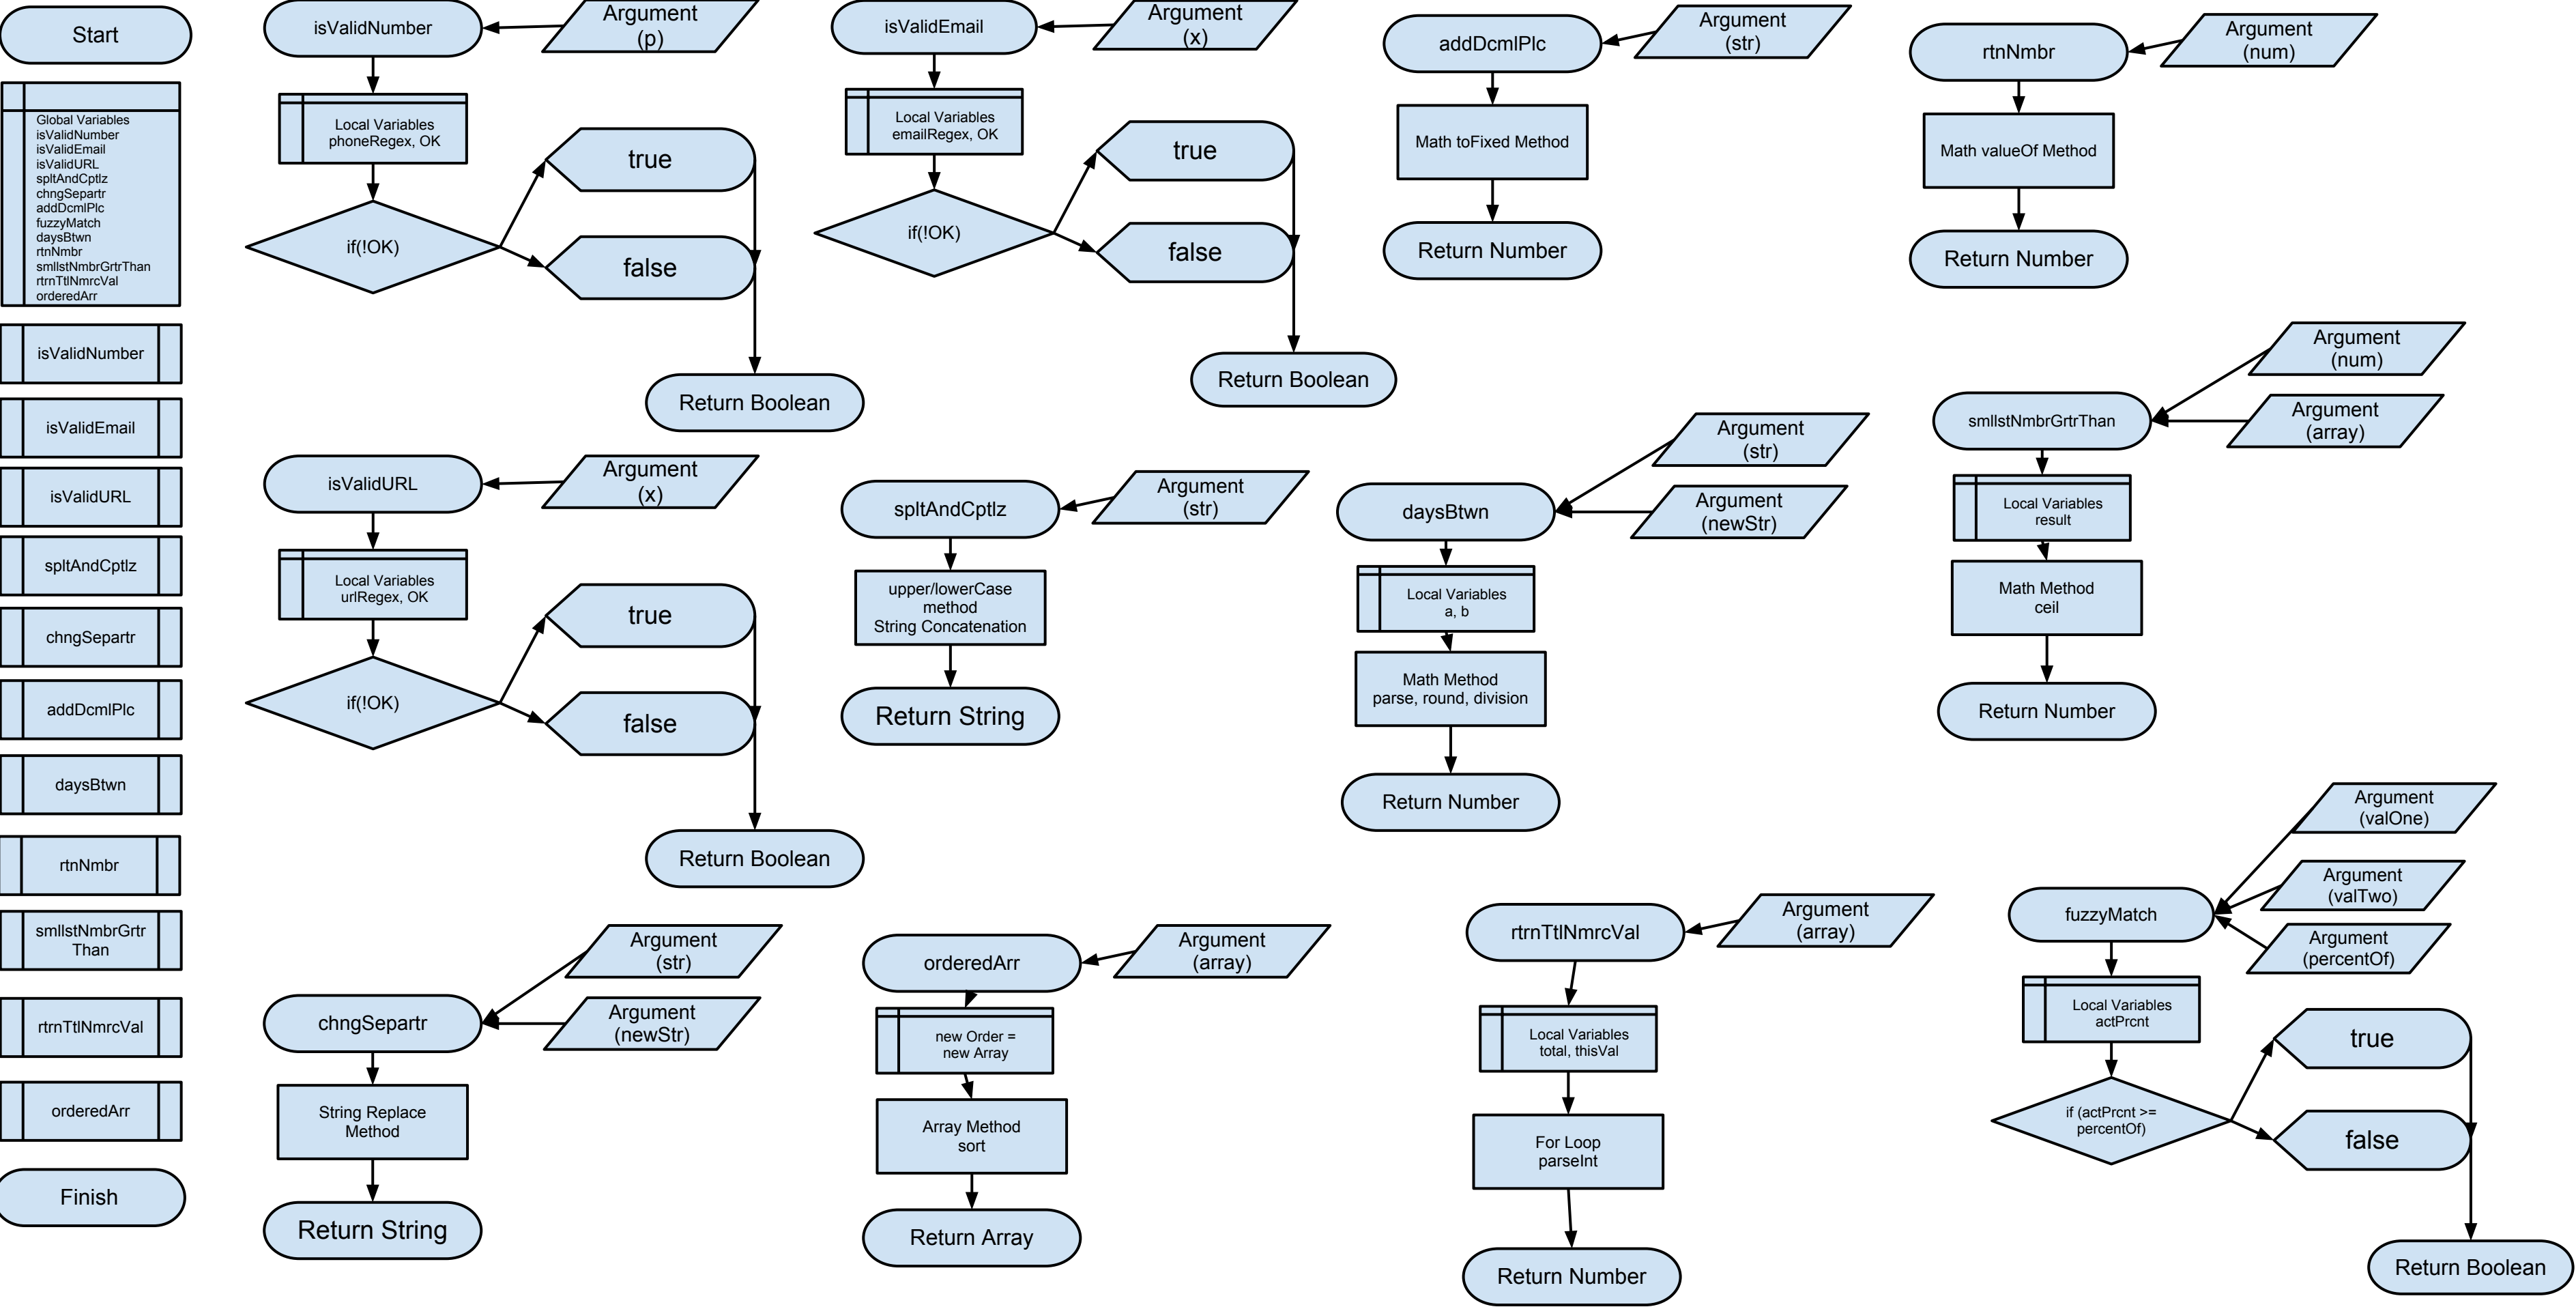 Start
Global Variables
isValidNumber
isValidEmail
isValidURL
spltAndCptlz
chngSepartr
addDcmlPlc
fuzzyMatch
daysBtwn
rtnNmbr
smllstNmbrGrtrThan
rtrnTtlNmrcVal
orderedArr
isValidNumber
isValidEmail
isValidURL
spltAndCptlz
chngSepartr
addDcmlPlc
daysBtwn
rtnNmbr
smllstNmbrGrtr
Than
rtrnTtlNmrcVal
orderedArr
Finish
isValidNumber
Argument
(p)
Local Variables
phoneRegex, OK
if(!OK)
true
false
Return Boolean
isValidEmail
Argument
(x)
Local Variables
emailRegex, OK
if(!OK)
true
false
Return Boolean
addDcmlPlc
Argument
(str)
Math toFixed Method
Return Number
rtnNmbr
Argument
(num)
Math valueOf Method
Return Number
isValidURL
Argument
(x)
Local Variables
urlRegex, OK
if(!OK)
true
false
Return Boolean
spltAndCptlz
Argument
(str)
upper/lowerCase
method
String Concatenation
Return String
daysBtwn
Argument
(str)
Argument
(newStr)
Local Variables
a, b
Math Method
parse, round, division
Return Number
smllstNmbrGrtrThan
Argument
(num)
Argument
(array)
Local Variables
result
Math Method
ceil
Return Number
chngSepartr
Argument
(str)
Argument
(newStr)
String Replace
Method
Return String
orderedArr
Argument
(array)
new Order =
new Array
Array Method
sort
Return Array
rtrnTtlNmrcVal
Argument
(array)
Local Variables
total, thisVal
For Loop
parseInt
Return Number
fuzzyMatch
Argument
(valOne)
Argument
(valTwo)
Argument
(percentOf)
Local Variables
actPrcnt
if (actPrcnt >=
percentOf)
true
false
Return Boolean